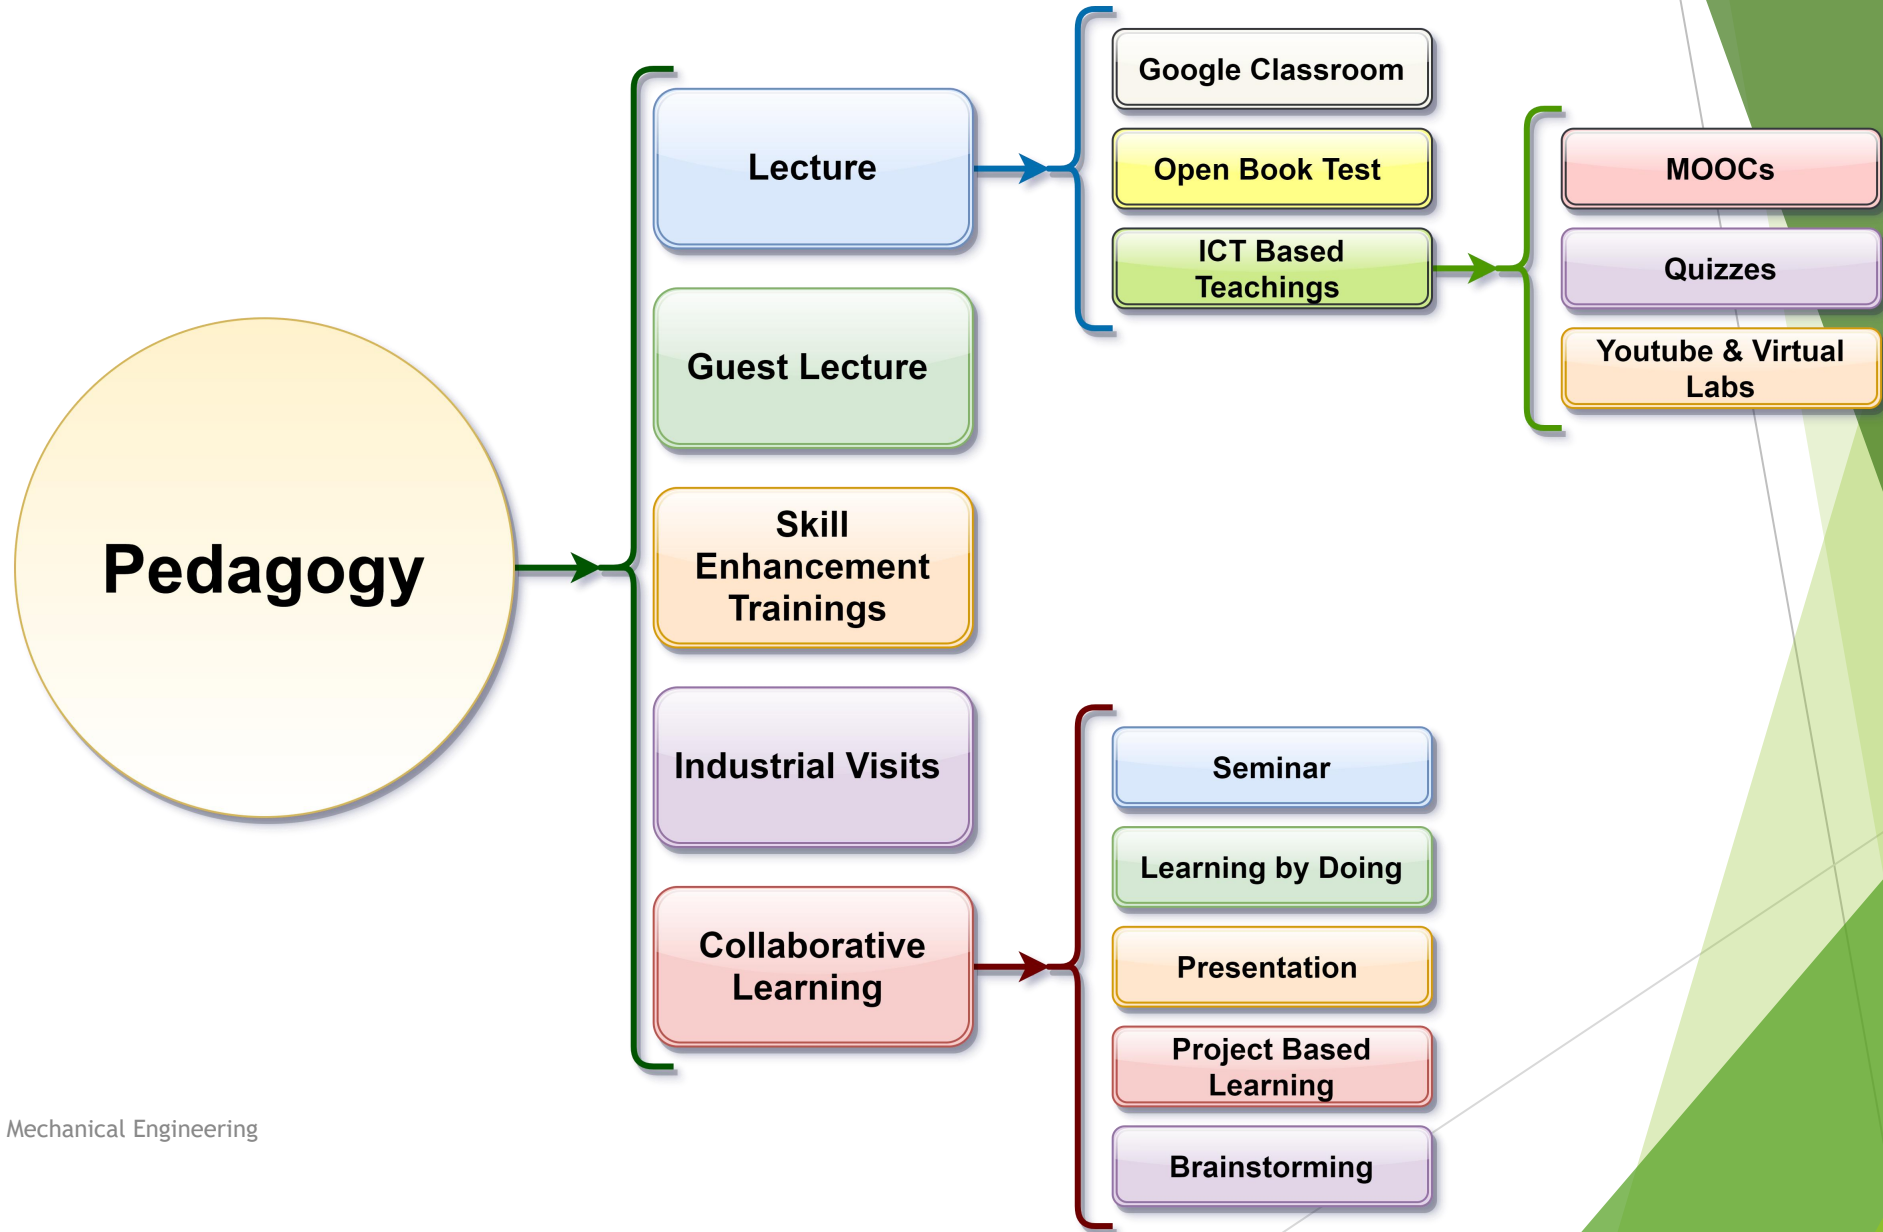 Pedagogy
Lecture
Guest Lecture
Skill
Enhancement
Trainings
Industrial Visits
Collaborative
Learning
Google Classroom
Open Book Test
ICT Based
Teachings
MOOCs
Quizzes
Youtube & Virtual
Labs
Seminar
Learning by Doing
Presentation
Project Based
Learning
Brainstorming
Mechanical Engineering